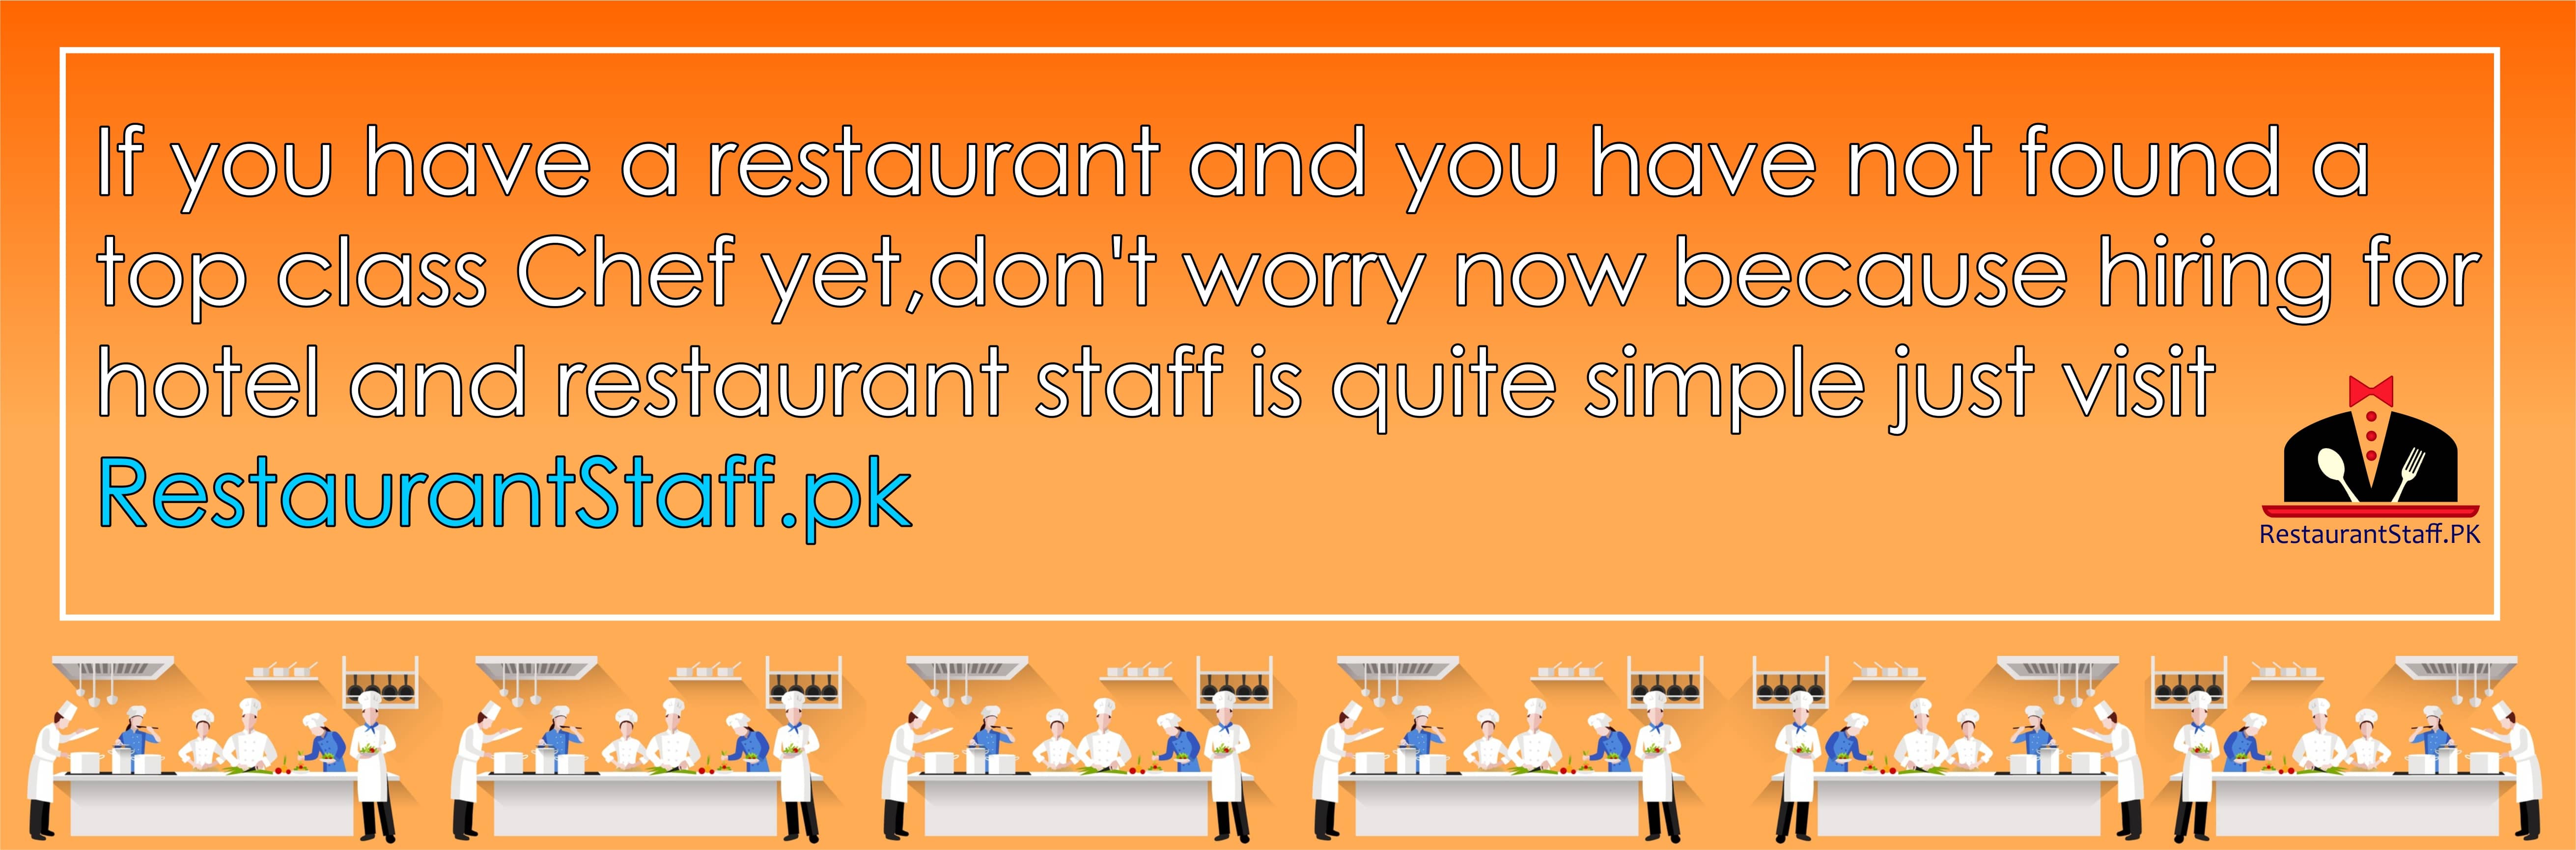 If you have a restaurant and you have not found a
top class Chef yet,don't worry now because hiring for
hotel and restaurant staff is quite simple just visit
RestaurantStaff.pk
RestaurantStaff.PK